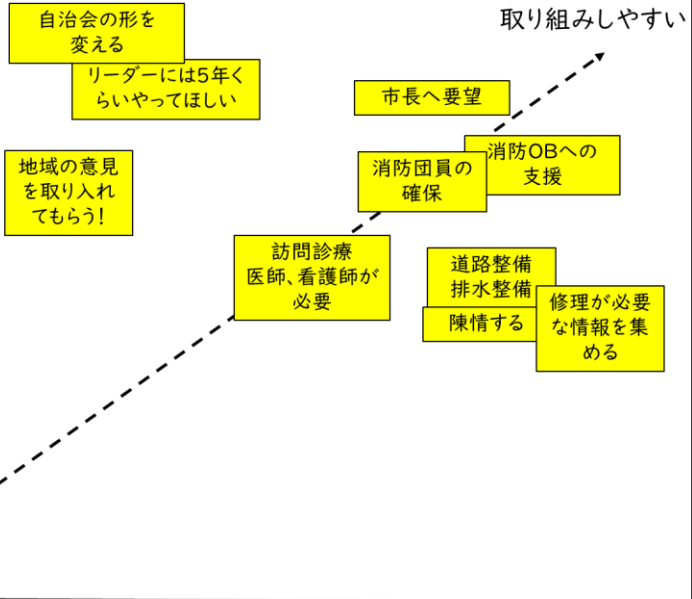 取り組みしやすい
自治会の形を
変える
リーダーには5年く
らいやってほしい
市長へ要望
地域の意見
を取り入れ
てもらう！
消防団員の
確保
消防OBへの
支援
訪問診療
医師、看護師が
必要
道路整備
排水整備
陳情する
修理が必要
な情報を集
める